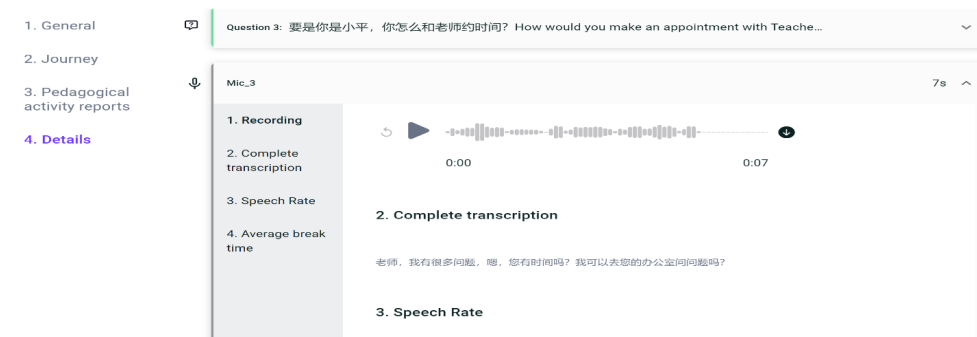 1. General
2. Journey
3. Pedagogical
activity reports
4. Details
Question 3: 要是你是小平，你怎么和老师约时间？How would you make an appointment with Teache...
Mic_3
7s
1. Recording
2. Complete
transcription
3. Speech Rate
4. Average break
time
0:00
0:07
2. Complete transcription
老师，我有很多问题，嗯，您有时间吗？我可以去您的办公室问问题吗？
3. Speech Rate